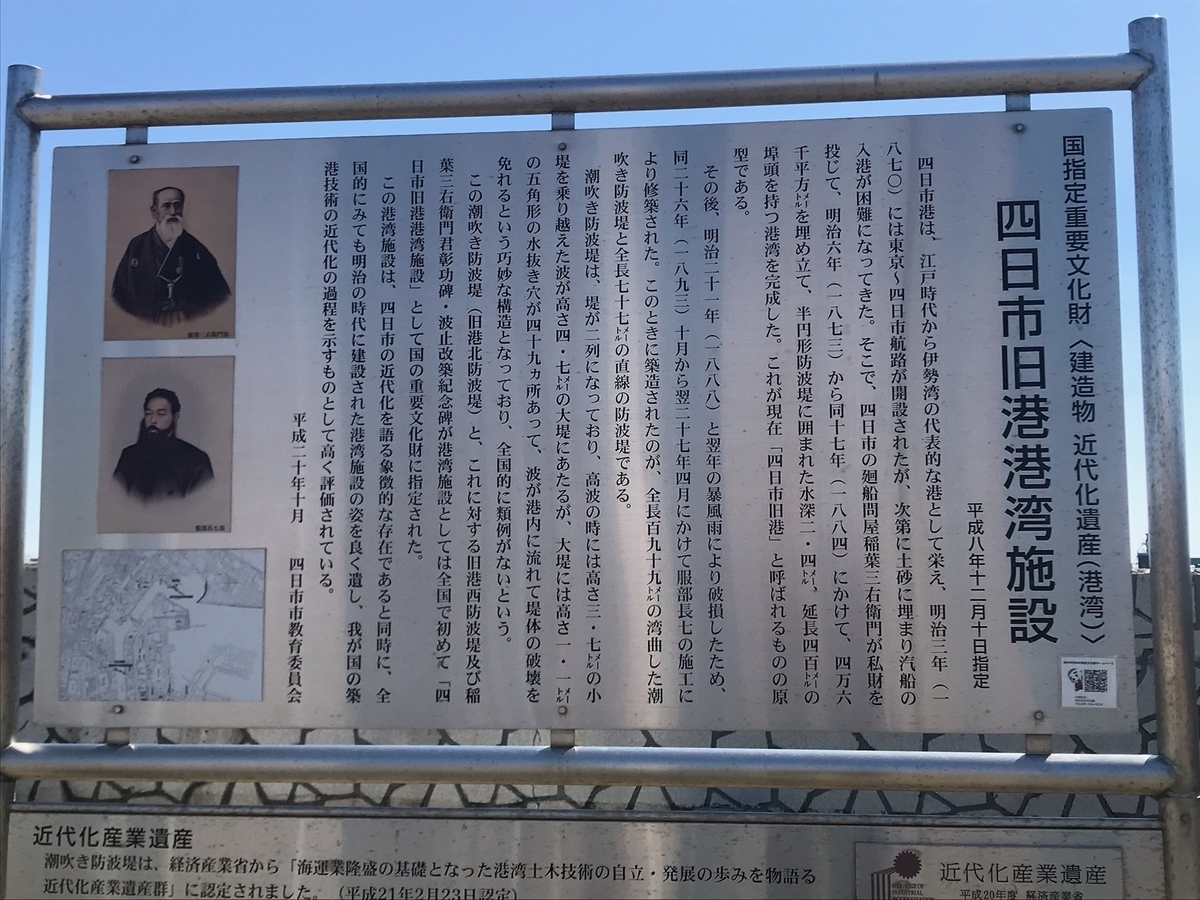 国指定重要文化財〈建造物 近代化遺産(港湾)〉
四日市旧港港湾施設
平成八年十二月十日指定
四日市港は、江戸時代から伊勢湾の代表的な港として栄え、明治三年（一
八七〇）には東京〜四日市航路が開設されたが、次第に土砂に埋まり汽船の
入港が困難になってきた。そこで、四日市の廻船問屋稲葉三右衛門が私財を
投じて、明治六年（一八七三）から同十七年（一八八四）にかけて、四万六
千平方㍍を埋め立て、半円形防波堤に囲まれた水深二・四㍍、延長四百㍍の
埠頭を持つ港湾を完成した。これが現在「四日市旧港」と呼ばれるものの原
型である。
その後、明治二十一年（一八八八）と翌年の暴風雨により破損したため、
同二十六年（一八九三）十月から翌二十七年四月にかけて服部長七の施工に
より修築された。このときに築造されたのが、全長百九十九㍍の湾曲した潮
吹き防波堤と全長七十七㍍の直線の防波堤である。
潮吹き防波堤は、堤が二列になっており、高波の時には高さ三・七㍍の小
堤を乗り越えた波が高さ四・七㍍の大堤にあたるが、大堤には高さ一・一㍍
の五角形の水抜き穴が四十九ヵ所あって、波が港内に流れて堤体の破壊を
免れるという巧妙な構造となっており、全国的に類例がないという。
この潮吹き防波堤（旧港北防波堤）と、これに対する旧港西防波堤及び稲
葉三右衛門君彰功碑・波止改築紀念碑が港湾施設としては全国で初めて「四
日市旧港港湾施設」として国の重要文化財に指定された。
この港湾施設は、四日市の近代化を語る象徴的な存在であると同時に、全
国的にみても明治の時代に建設された港湾施設の姿を良く遺し、我が国の築
港技術の近代化の過程を示すものとして高く評価されている。
平成二十年十月　四日市市教育委員会
近代化産業遺産
潮吹き防波堤は、経済産業省から「海運業隆盛の基礎となった港湾土木技術の自立・発展の歩みを物語る
近代化産業遺産群」に認定されました。（平成21年2月23日認定）
近代化産業遺産
平成20年度 経済産業省